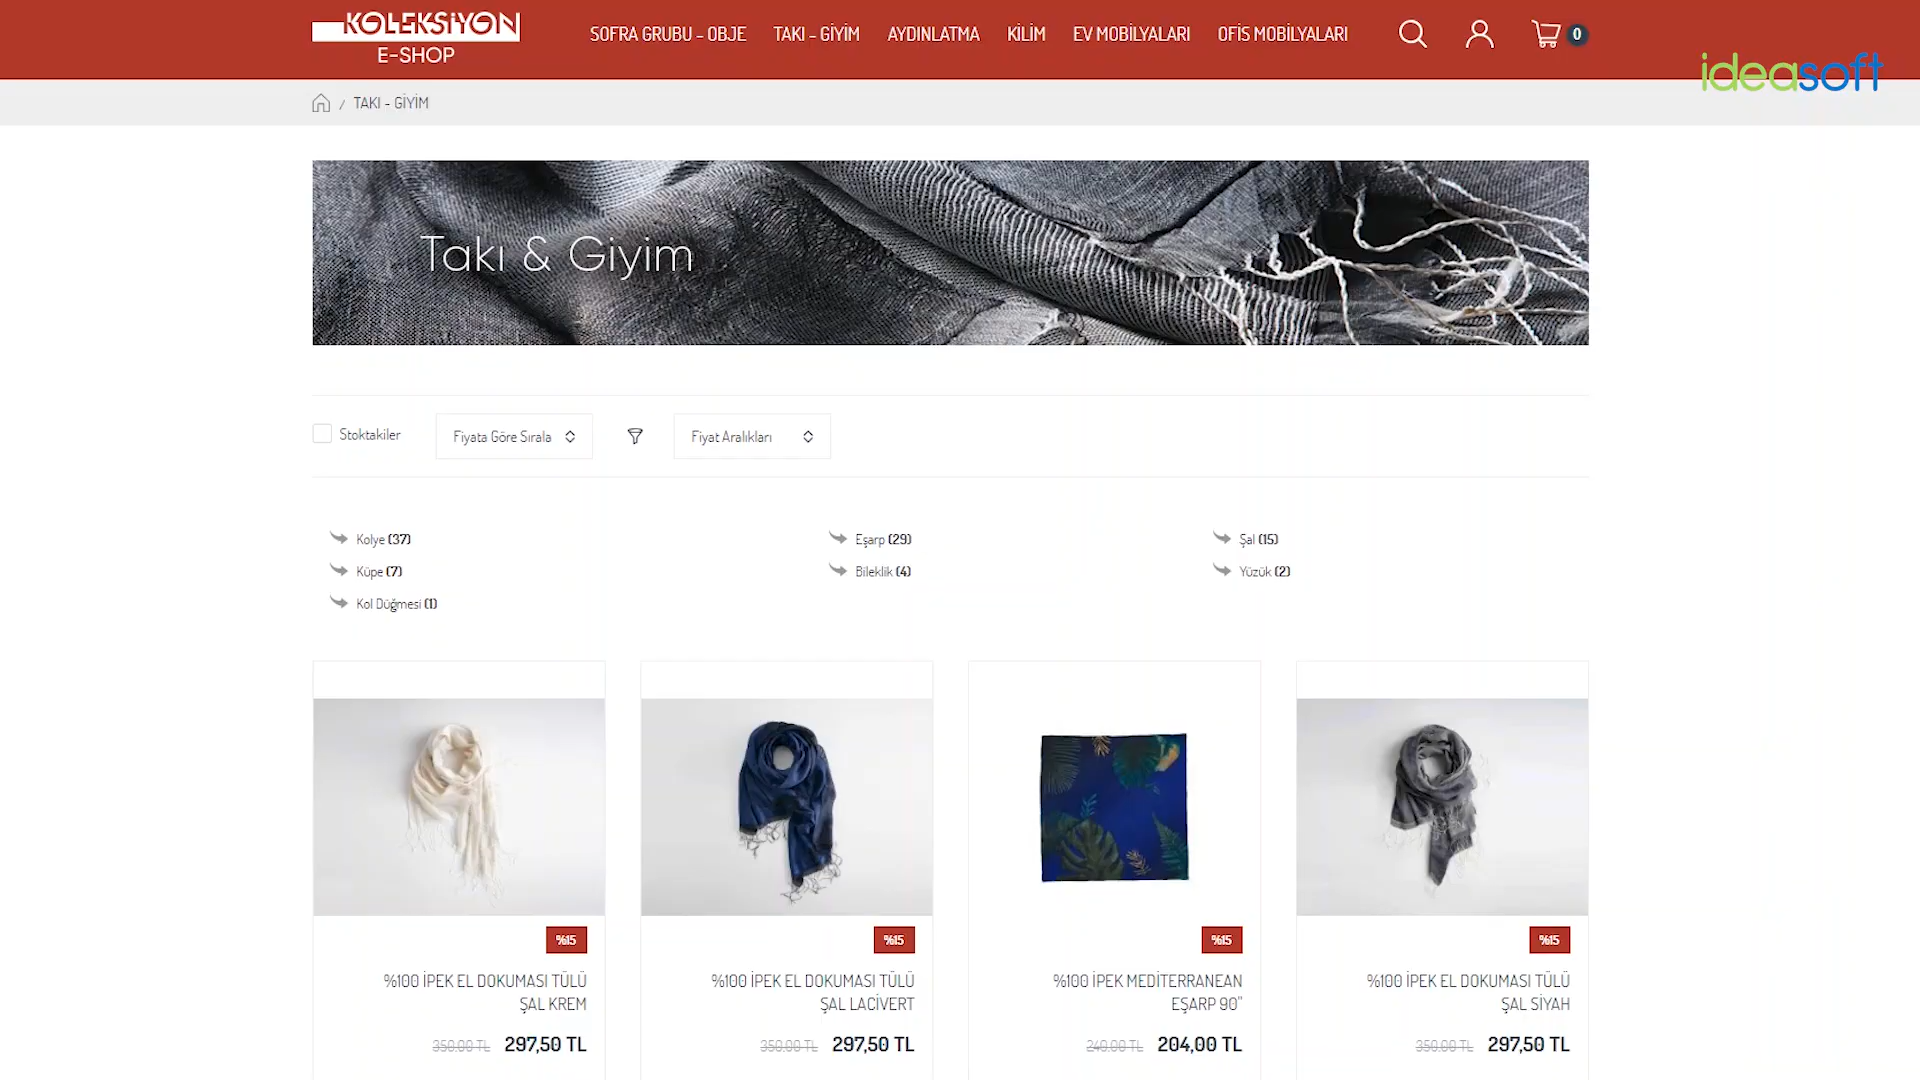 KOLEKSİYON
E-SHOP
SOFRA GRUBU - OBJE
TAKI - GİYİM
AYDINLATMA
KİLİM
EV MOBİLYALARI
OFİS MOBİLYALARI
0
ideasoft
/ TAKI - GİYİM
Takı & Giyim
Stoktakiler
Fiyata Göre Sırala
Fiyat Aralıkları
Kolye (37)
Eşarp (29)
Şal (15)
Küpe (7)
Bileklik (4)
Yüzük (2)
Kol Düğmesi (1)
%15
%100 İPEK EL DOKUMASI TÜLÜ
ŞAL KREM
350,00 TL 297,50 TL
%15
%100 İPEK EL DOKUMASI TÜLÜ
ŞAL LACİVERT
350,00 TL 297,50 TL
%15
%100 İPEK MEDİTERRANEAN
EŞARP 90"
240,00 TL 204,00 TL
%15
%100 İPEK EL DOKUMASI TÜLÜ
ŞAL SİYAH
350,00 TL 297,50 TL